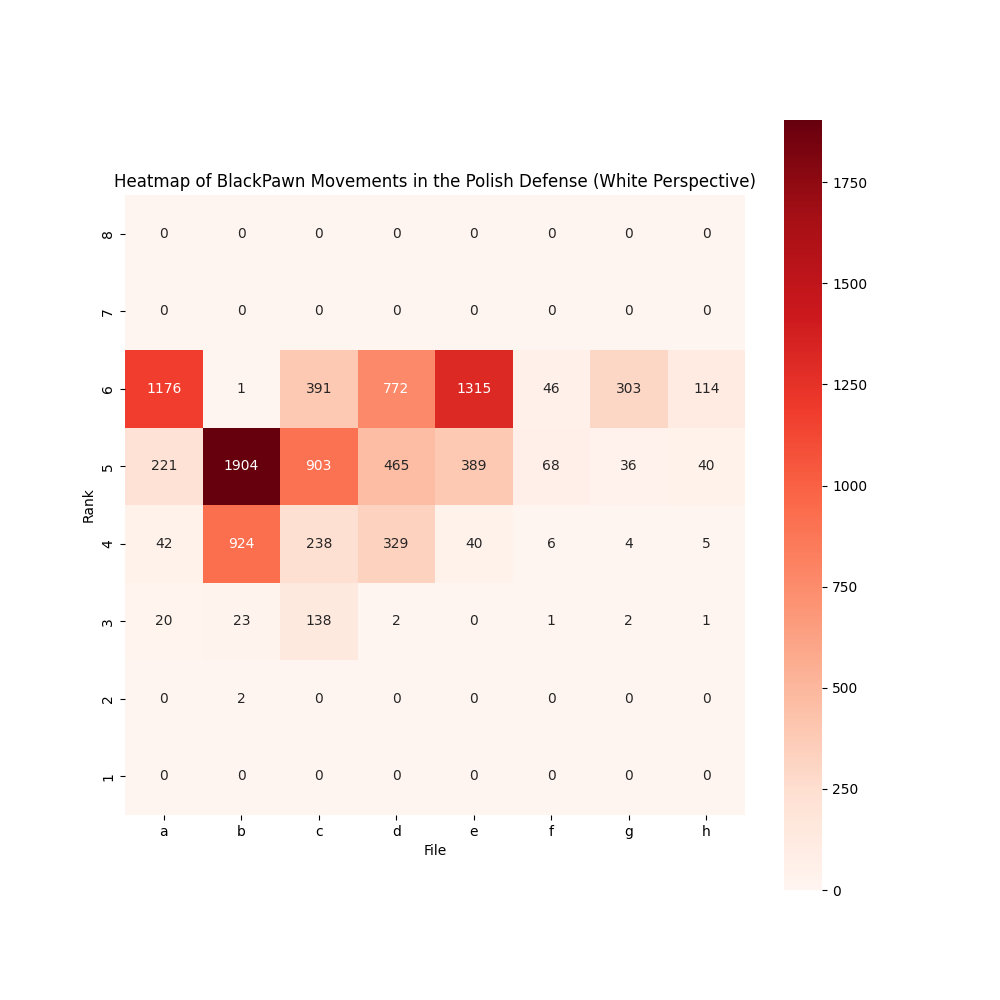 Heatmap of BlackPawn Movements in the Polish Defense (White Perspective)
8 0 0 0 0 0 0 0 0
7 0 0 0 0 0 0 0 0
6 1176 1 391 772 1315 46 303 114
5 221 1904 903 465 389 68 36 40
4 42 924 238 329 40 6 4 5
3 20 23 138 2 0 1 2 1
2 0 2 0 0 0 0 0 0
1 0 0 0 0 0 0 0 0
a b c d e f g h
Rank
File
1750
1500
1250
1000
750
500
250
0